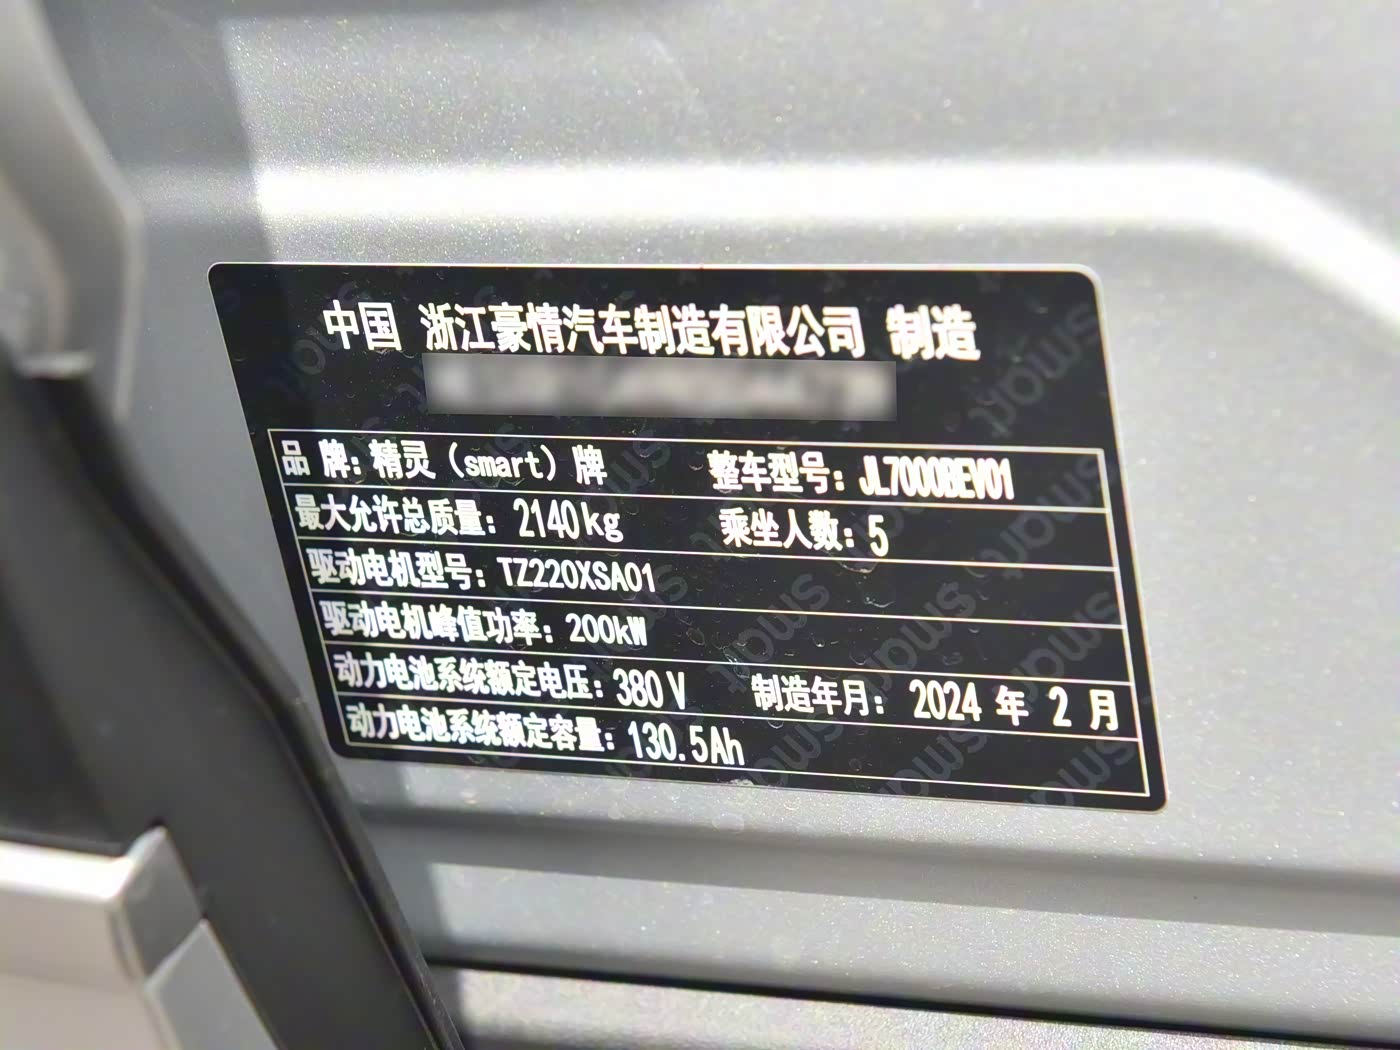 中国 浙江豪情汽车制造有限公司 制造
品 牌: 精灵（smart）牌 整车型号: JL7000BEV01
最大允许总质量: 2140kg 乘坐人数: 5
驱动电机型号: TZ220XSA01
驱动电机峰值功率: 200kW
动力电池系统额定电压: 380 V 制造年月: 2024 年 2 月
动力电池系统额定容量: 130.5Ah